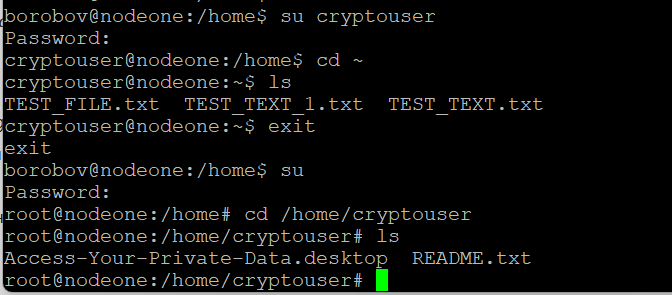 borobov@nodeone:/home$ su cryptouser
Password:
cryptouser@nodeone:/home$ cd ~
cryptouser@nodeone:~$ ls
TEST_FILE.txt  TEST_TEXT_1.txt  TEST_TEXT.txt
cryptouser@nodeone:~$ exit
exit
borobov@nodeone:/home$ su
Password:
root@nodeone:/home# cd /home/cryptouser
root@nodeone:/home/cryptouser# ls
Access-Your-Private-Data.desktop  README.txt
root@nodeone:/home/cryptouser#